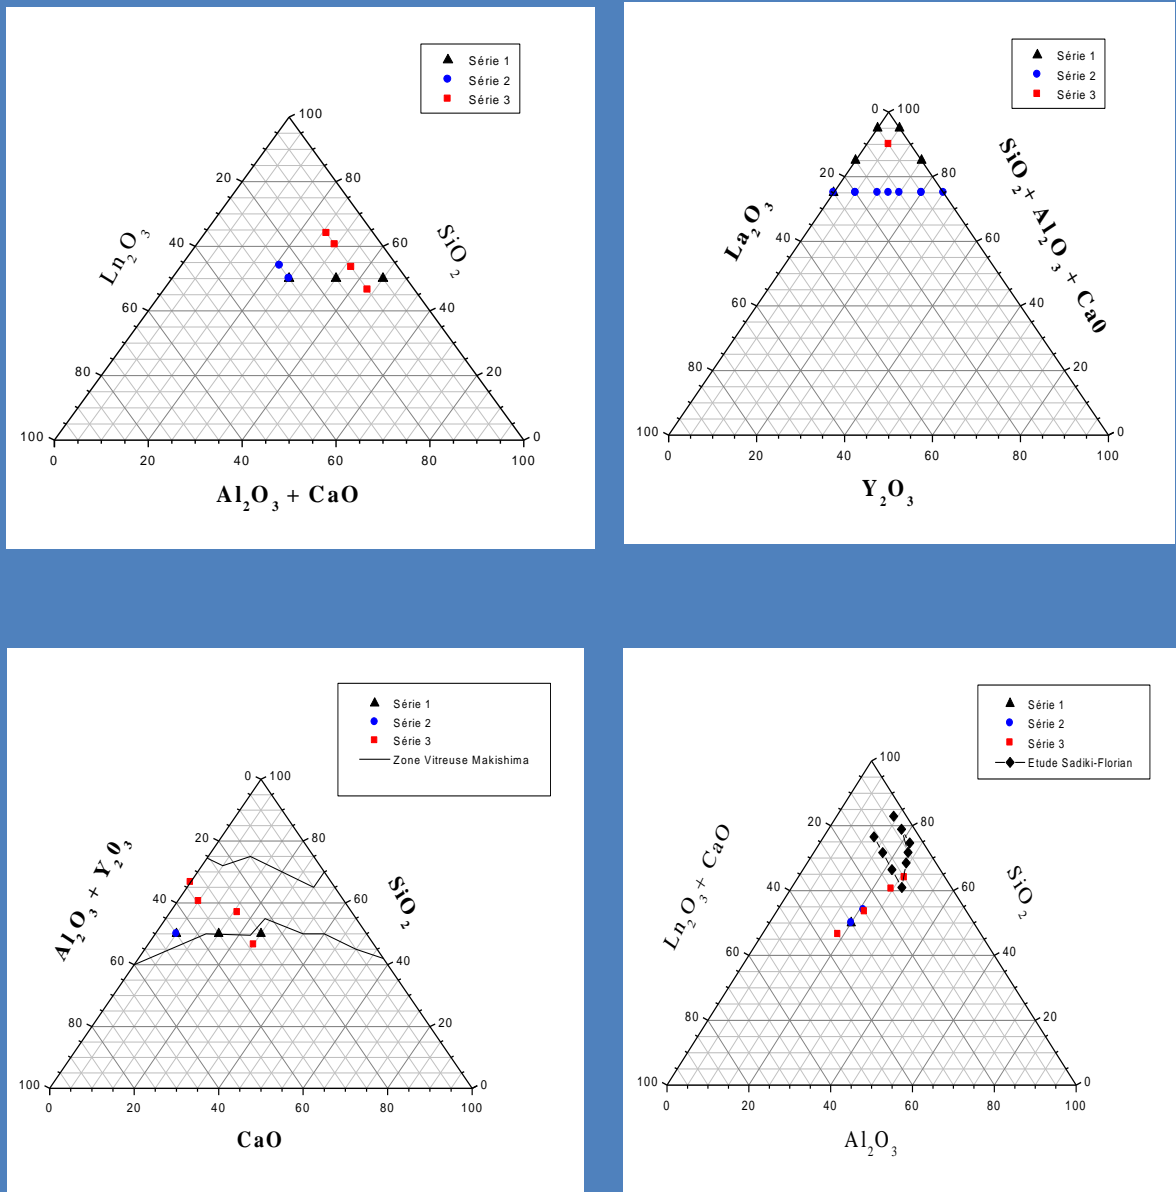 Série 1
Série 2
Série 3
100
20 80
40 60
60 40
80 20
100 0
0 20 40 60 80 100
Ln2O3
SiO2
Al2O3 + CaO
Série 1
Série 2
Série 3
0 100
20 80
40 60
60 40
80 20
100 0
0 20 40 60 80 100
La2O3
SiO2 + Al2O3 + Ca0
Y2O3
Série 1
Série 2
Série 3
Zone Vitreuse Makishima
0 100
20 80
40 60
60 40
80 20
100 0
0 20 40 60 80 100
Al2O3 + Y203
SiO2
CaO
Série 1
Série 2
Série 3
Etude Sadiki-Florian
100
20 80
40 60
60 40
80 20
100 0
0 20 40 60 80 100
Ln2O3 + CaO
SiO2
Al2O3